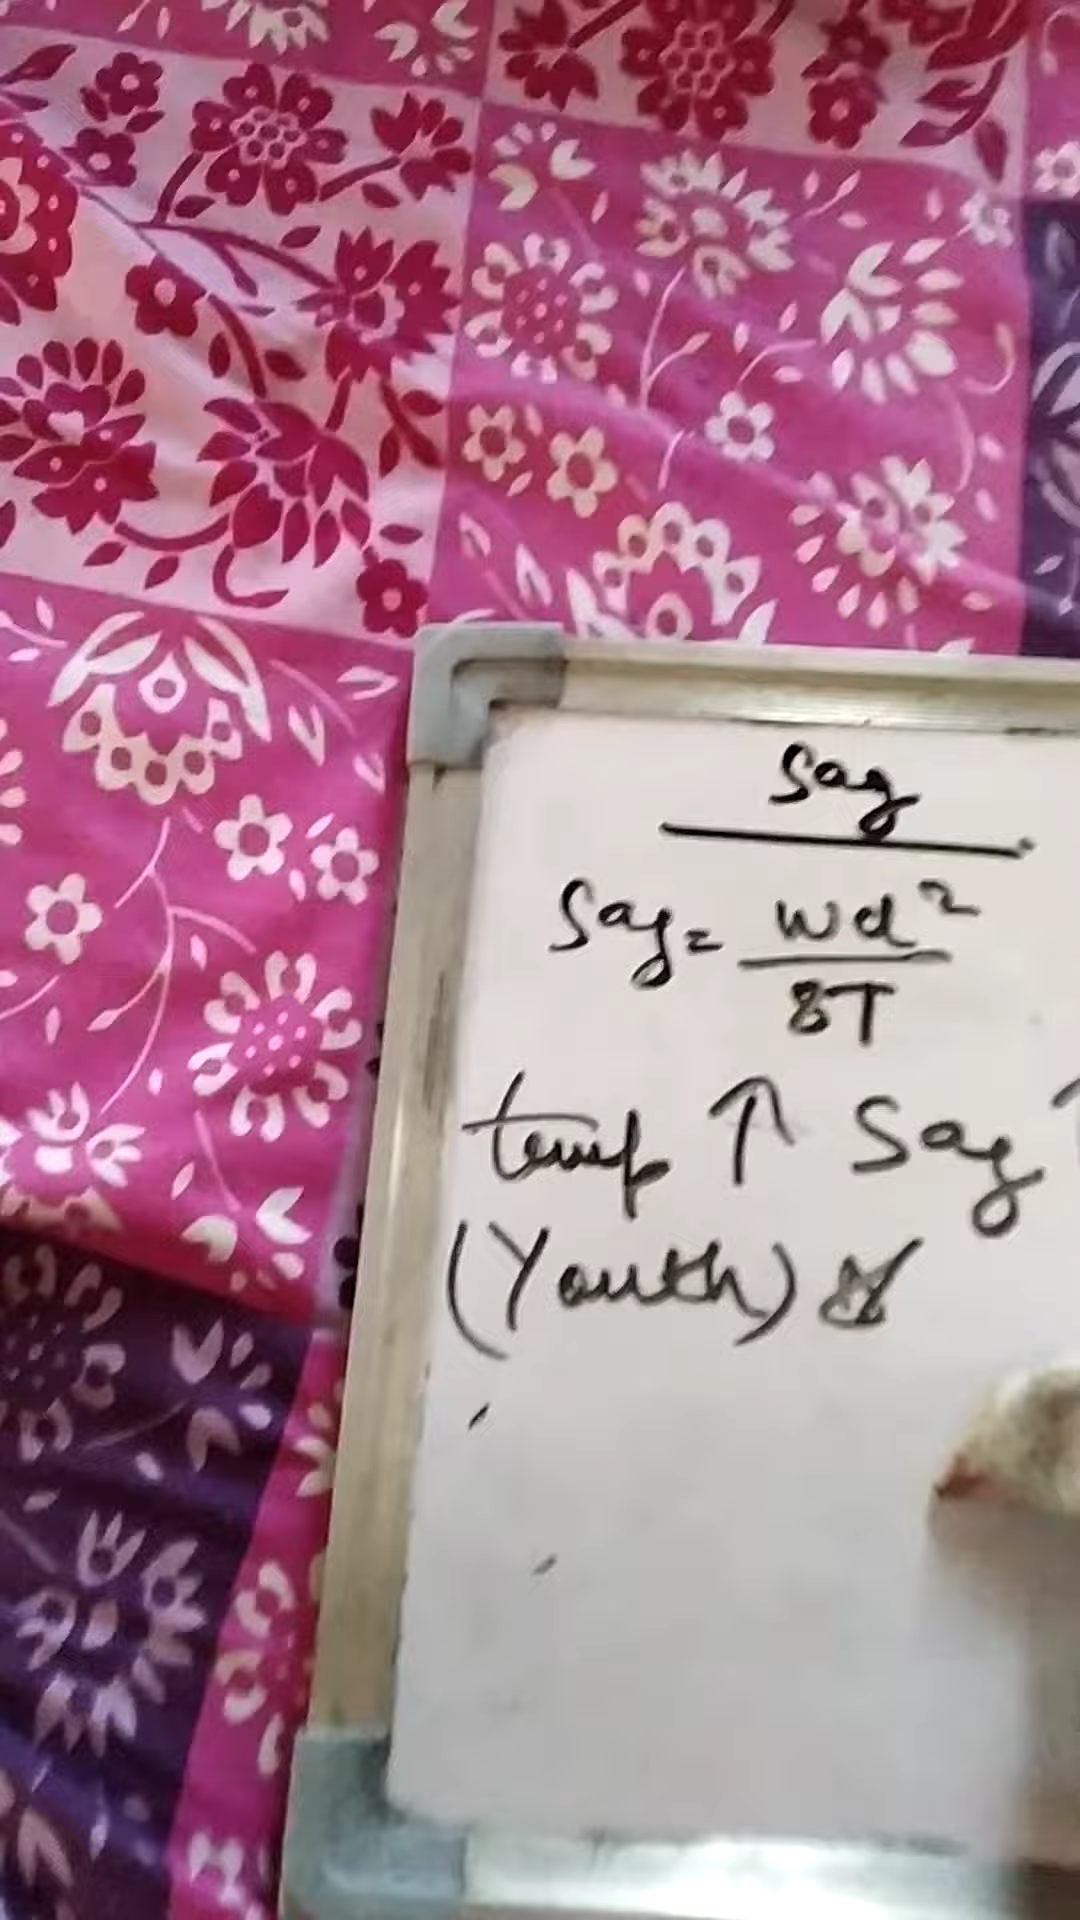 Sag
Sag = wd²
8T
temp ↑ Sag ↑
(Youth)